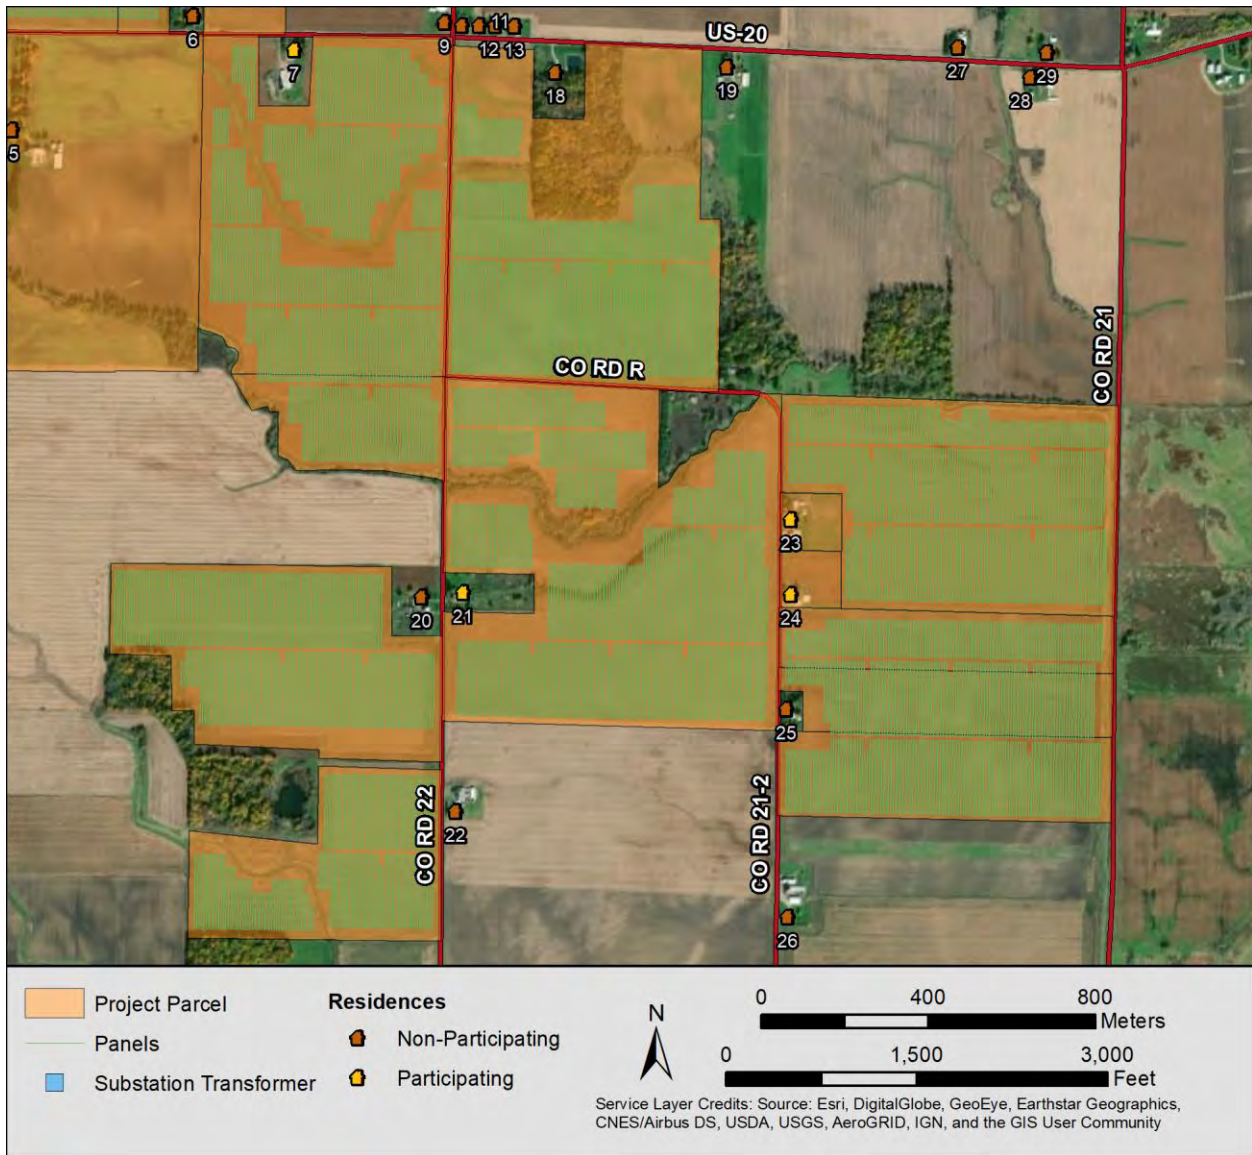 6
7
9
11
12
13
US-20
5
18
19
27
28
29
CO RD R
CO RD 21
23
24
20
21
25
CO RD 22
22
CO RD 21-2
26
Project Parcel
Panels
Substation Transformer
Residences
Non-Participating
Participating
N
0 400 800
Meters
0 1,500 3,000
Feet
Service Layer Credits: Source: Esri, DigitalGlobe, GeoEye, Earthstar Geographics,
CNES/Airbus DS, USDA, USGS, AeroGRID, IGN, and the GIS User Community